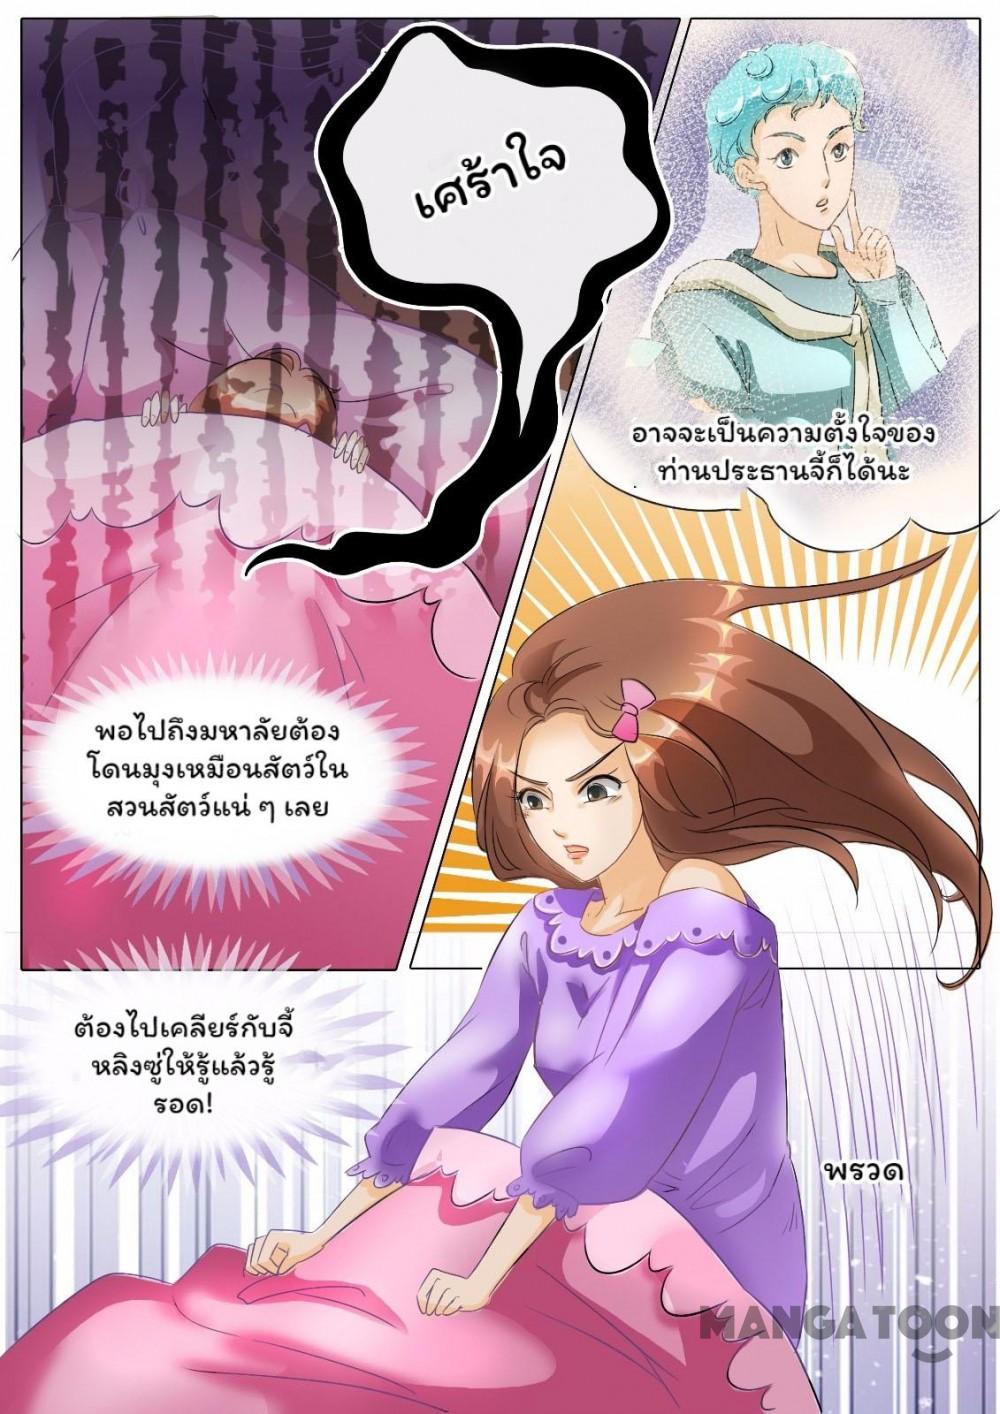 เศร้าใจ
อาจจะเป็นความตั้งใจของ
ท่านประธานจี้ก็ได้นะ
พอไปถึงมหาลัยต้อง
โดนมุงเหมือนสัตว์ใน
สวนสัตว์แน่ ๆ เลย
ต้องไปเคลียร์กับจี้
หลิงซู่ให้รู้แล้วรู้
รอด!
พรวด
MANGATOON